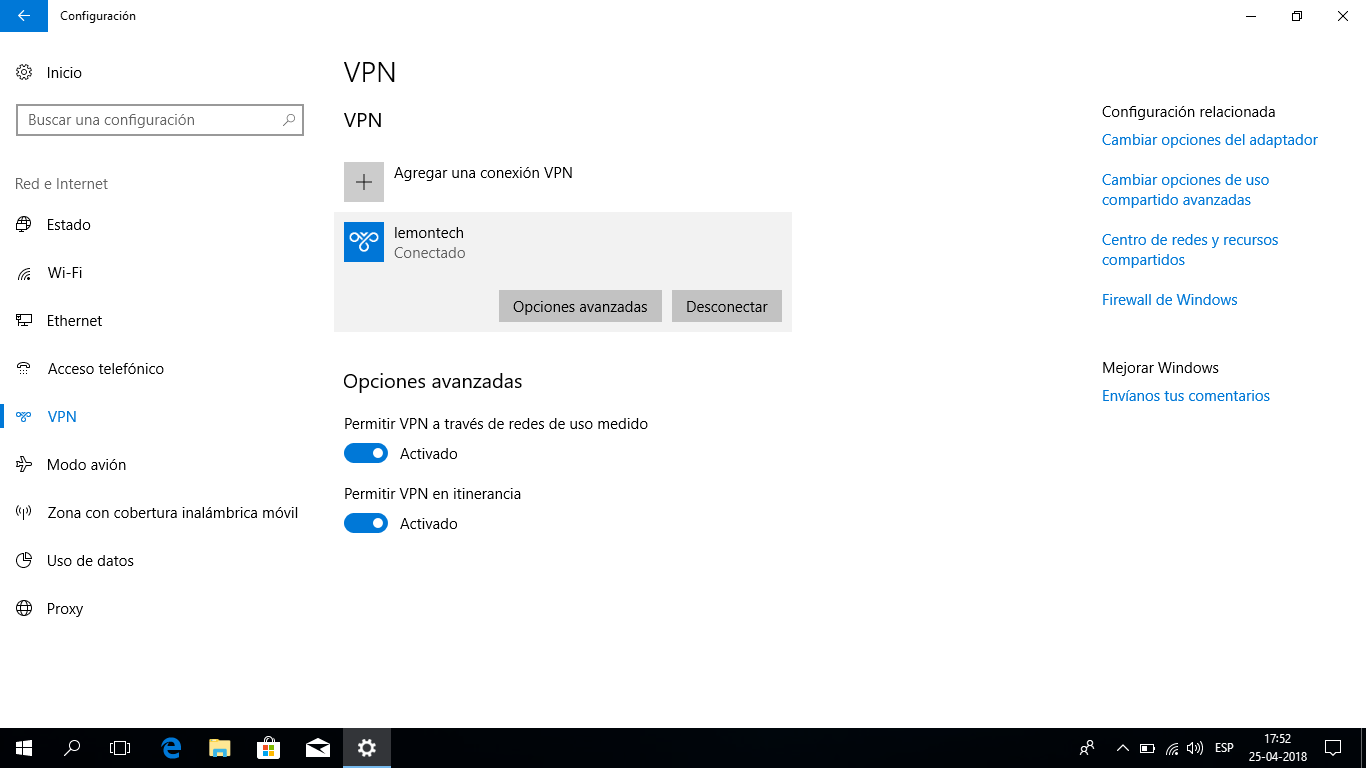 Configuración
Inicio
Buscar una configuración
Red e Internet
Estado
Wi-Fi
Ethernet
Acceso telefónico
VPN
Modo avión
Zona con cobertura inalámbrica móvil
Uso de datos
Proxy
VPN
VPN
Agregar una conexión VPN
lemontech
Conectado
Opciones avanzadas
Desconectar
Opciones avanzadas
Permitir VPN a través de redes de uso medido
Activado
Permitir VPN en itinerancia
Activado
Configuración relacionada
Cambiar opciones del adaptador
Cambiar opciones de uso
compartido avanzadas
Centro de redes y recursos
compartidos
Firewall de Windows
Mejorar Windows
Envíanos tus comentarios
ESP
17:52
25-04-2018